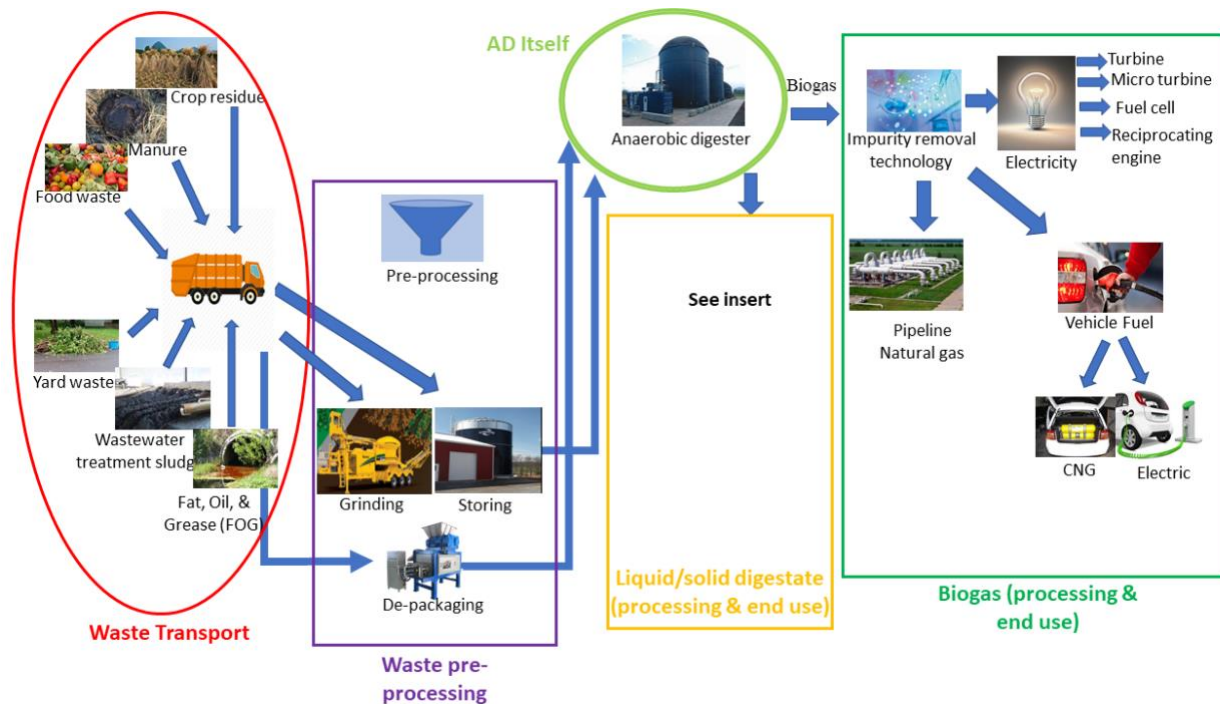 Crop residue
Manure
Food waste
Yard waste
Wastewater
treatment sludg
Fat, Oil, &
Grease (FOG)
Waste Transport
Pre-processing
Grinding
Storing
De-packaging
Waste pre-
processing
AD Itself
Anaerobic digester
Biogas
See insert
Liquid/solid digestate
(processing & end use)
Impurity removal
technology
Electricity
Turbine
Micro turbine
Fuel cell
Reciprocating
engine
Pipeline
Natural gas
Vehicle Fuel
CNG
Electric
Biogas (processing &
end use)